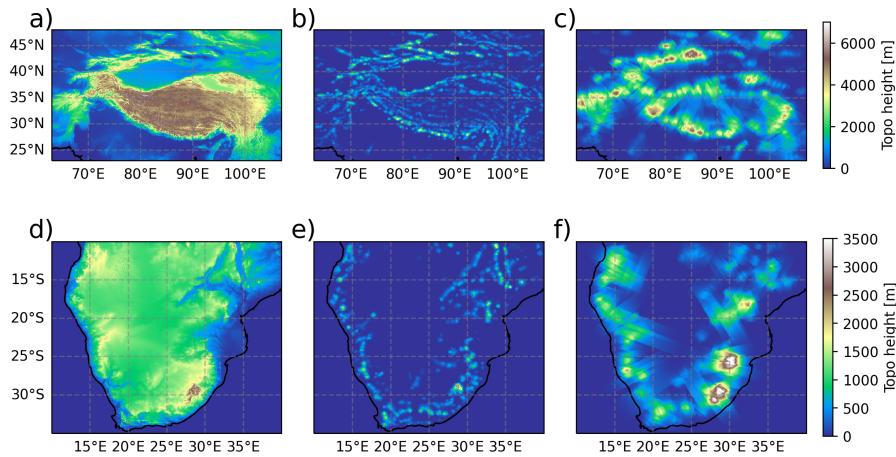 a) b) c)
45°N
40°N
35°N
30°N
25°N
70°E 80°E 90°E 100°E 70°E 80°E 90°E 100°E 70°E 80°E 90°E 100°E
6000
4000
2000
0
Topo height [m]
d) e) f)
15°S
20°S
25°S
30°S
15°E 20°E 25°E 30°E 35°E 15°E 20°E 25°E 30°E 35°E 15°E 20°E 25°E 30°E 35°E
3500
3000
2500
2000
1500
1000
500
0
Topo height [m]